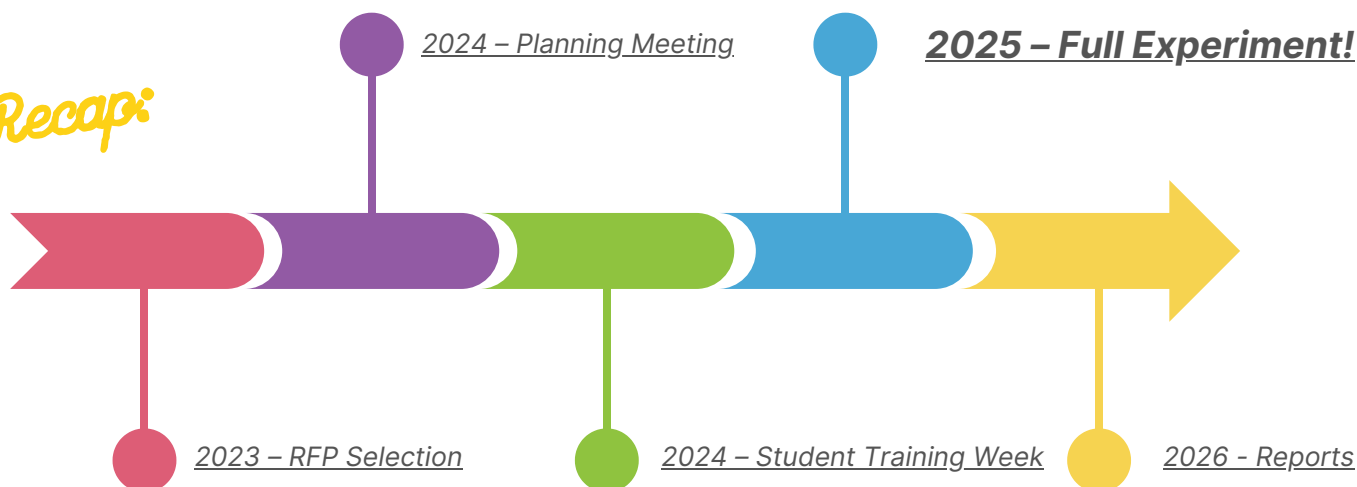 2024 – Planning Meeting
2025 – Full Experiment!
Recap:
2023 – RFP Selection
2024 – Student Training Week
2026 - Reports